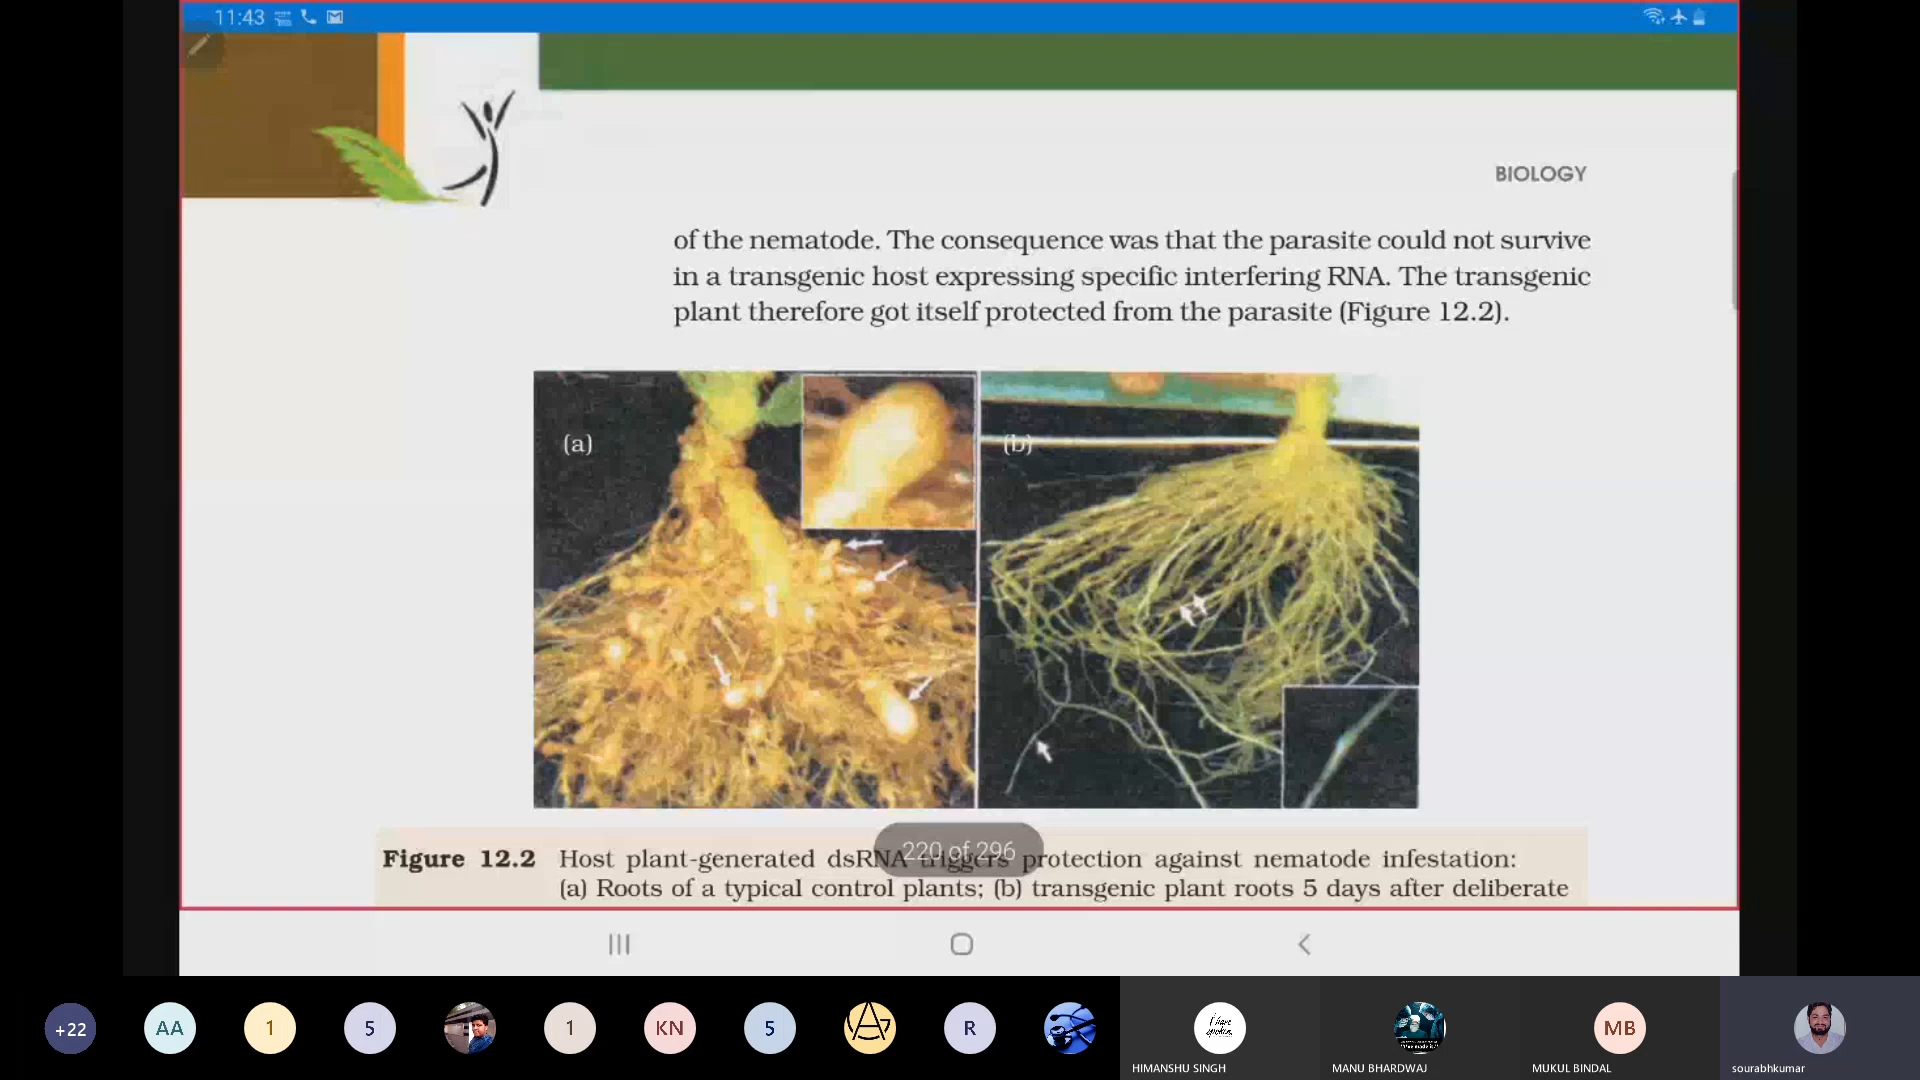 11:43
BIOLOGY
of the nematode. The consequence was that the parasite could not survive
in a transgenic host expressing specific interfering RNA. The transgenic
plant therefore got itself protected from the parasite (Figure 12.2).
(a)
(b)
220 of 296
Figure 12.2 Host plant-generated dsRNA triggers protection against nematode infestation:
(a) Roots of a typical control plants; (b) transgenic plant roots 5 days after deliberate
+22
AA
1
5
1
KN
5
R
MB
HIMANSHU SINGH
MANU BHARDWAJ
MUKUL BINDAL
sourabhkumar